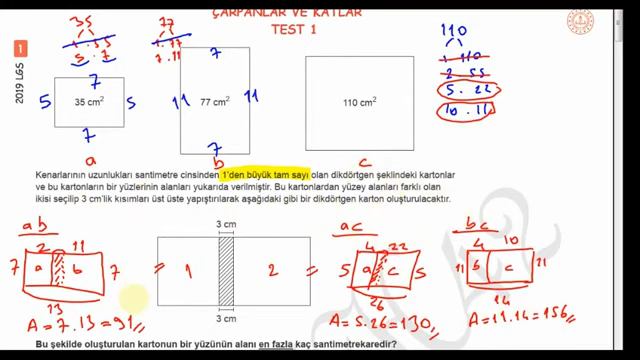 ÇARPANLAR VE KATLAR
TEST 1
1
2019 LGS
35
1 . 35
5 . 7
77
1 . 77
7 . 11
110
1 . 110
2 . 55
5 . 22
10 . 11
7
5 35 cm² 5
7
a
7
11 77 cm² 11
7
b
110 cm²
c
Kenarlarının uzunlukları santimetre cinsinden 1'den büyük tam sayı olan dikdörtgen şeklindeki kartonlar
ve bu kartonların bir yüzlerinin alanları yukarıda verilmiştir. Bu kartonlardan yüzey alanları farklı olan
ikisi seçilip 3 cm'lik kısımları üst üste yapıştırılarak aşağıdaki gibi bir dikdörtgen karton oluşturulacaktır.
ab
2 11
7 a b 7
13
A = 7.13 = 91
3 cm
= 1 2 =
3 cm
ac
4 22
5 a c 5
26
A = 5.26 = 130
bc
4 10
11 b c 11
14
A = 11.14 = 156
Bu şekilde oluşturulan kartonun bir yüzünün alanı en fazla kaç santimetrekaredir?